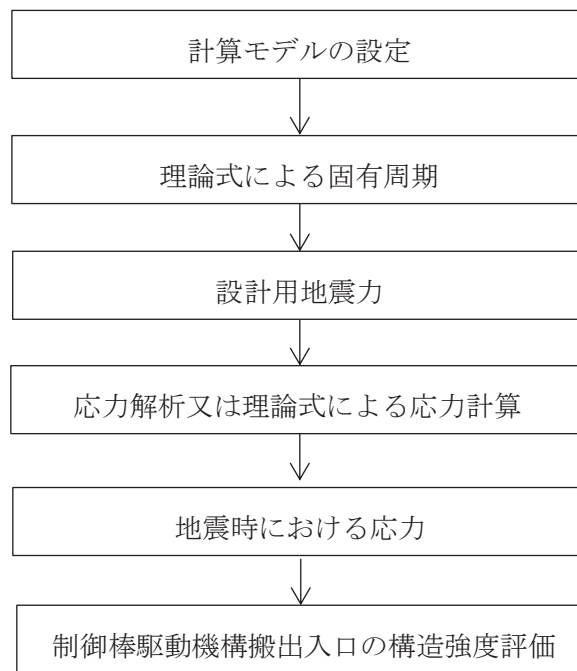 計算モデルの設定
理論式による固有周期
設計用地震力
応力解析又は理論式による応力計算
地震時における応力
制御棒駆動機構搬出入口の構造強度評価